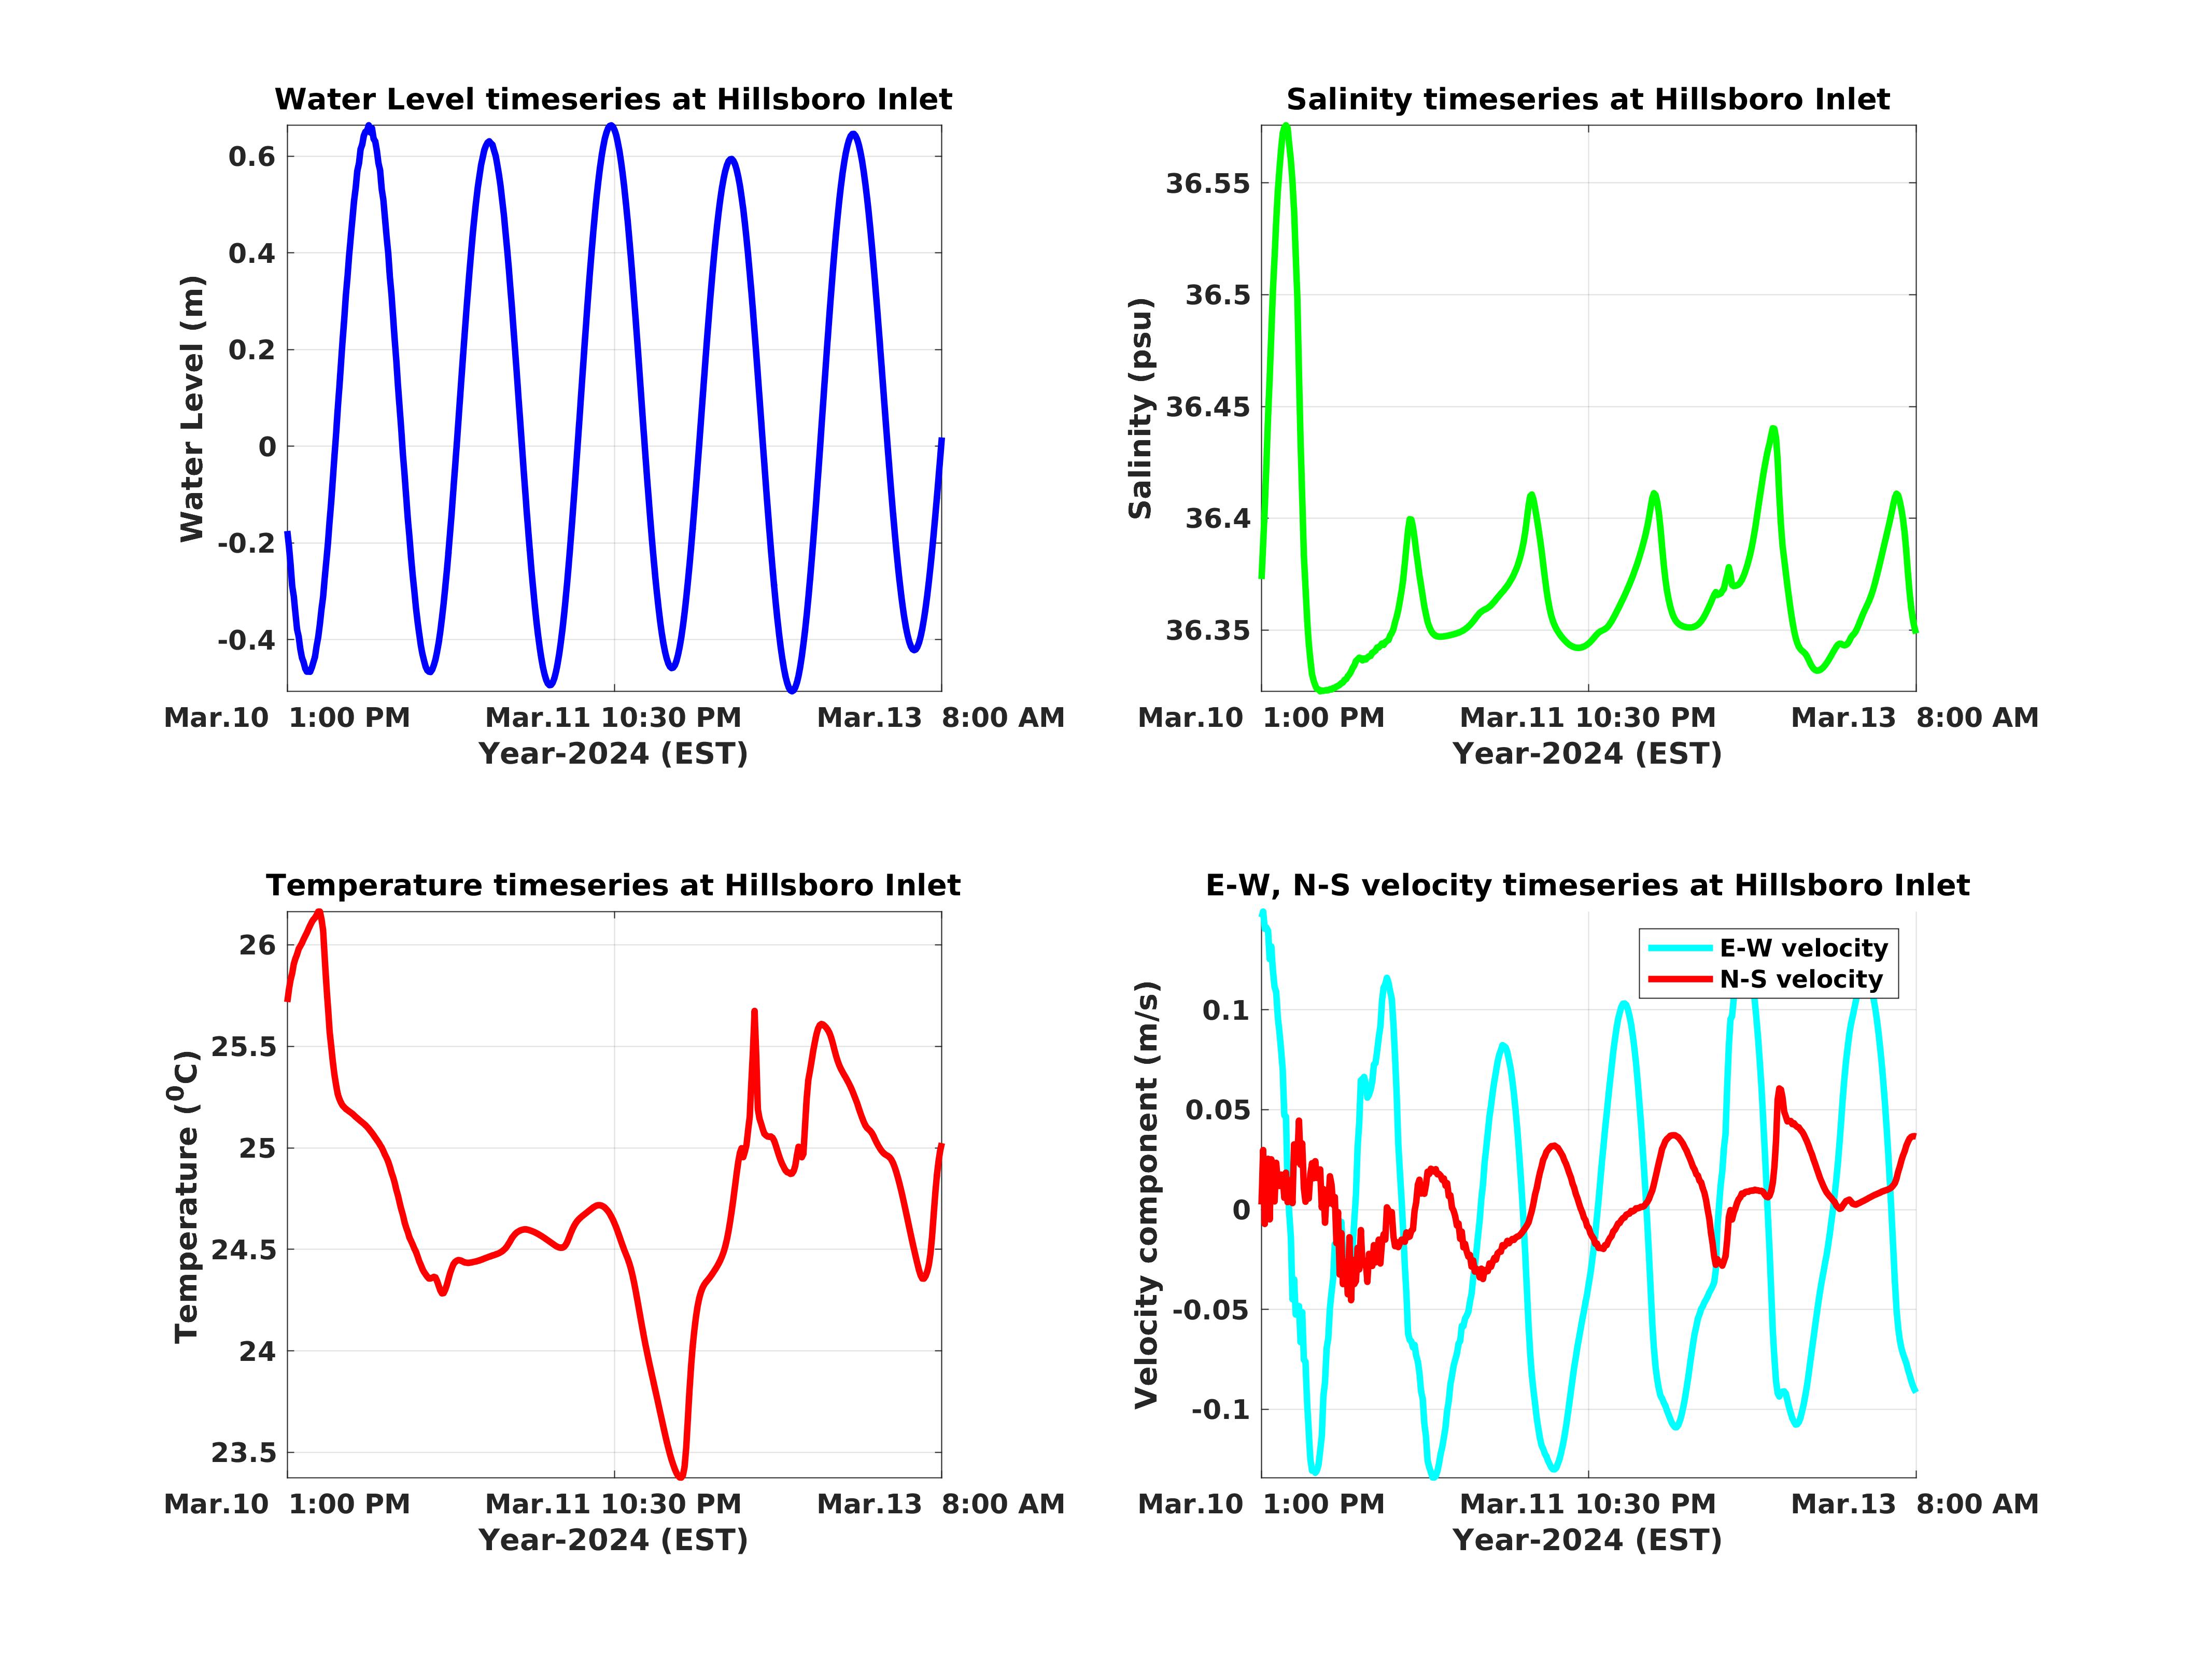 Water Level timeseries at Hillsboro Inlet
Water Level (m)
0.6
0.4
0.2
0
-0.2
-0.4
Mar.10 1:00 PM
Mar.11 10:30 PM
Mar.13 8:00 AM
Year-2024 (EST)
Salinity timeseries at Hillsboro Inlet
Salinity (psu)
36.55
36.5
36.45
36.4
36.35
Mar.10 1:00 PM
Mar.11 10:30 PM
Mar.13 8:00 AM
Year-2024 (EST)
Temperature timeseries at Hillsboro Inlet
Temperature (⁰C)
26
25.5
25
24.5
24
23.5
Mar.10 1:00 PM
Mar.11 10:30 PM
Mar.13 8:00 AM
Year-2024 (EST)
E-W, N-S velocity timeseries at Hillsboro Inlet
Velocity component (m/s)
E-W velocity
N-S velocity
0.1
0.05
0
-0.05
-0.1
Mar.10 1:00 PM
Mar.11 10:30 PM
Mar.13 8:00 AM
Year-2024 (EST)